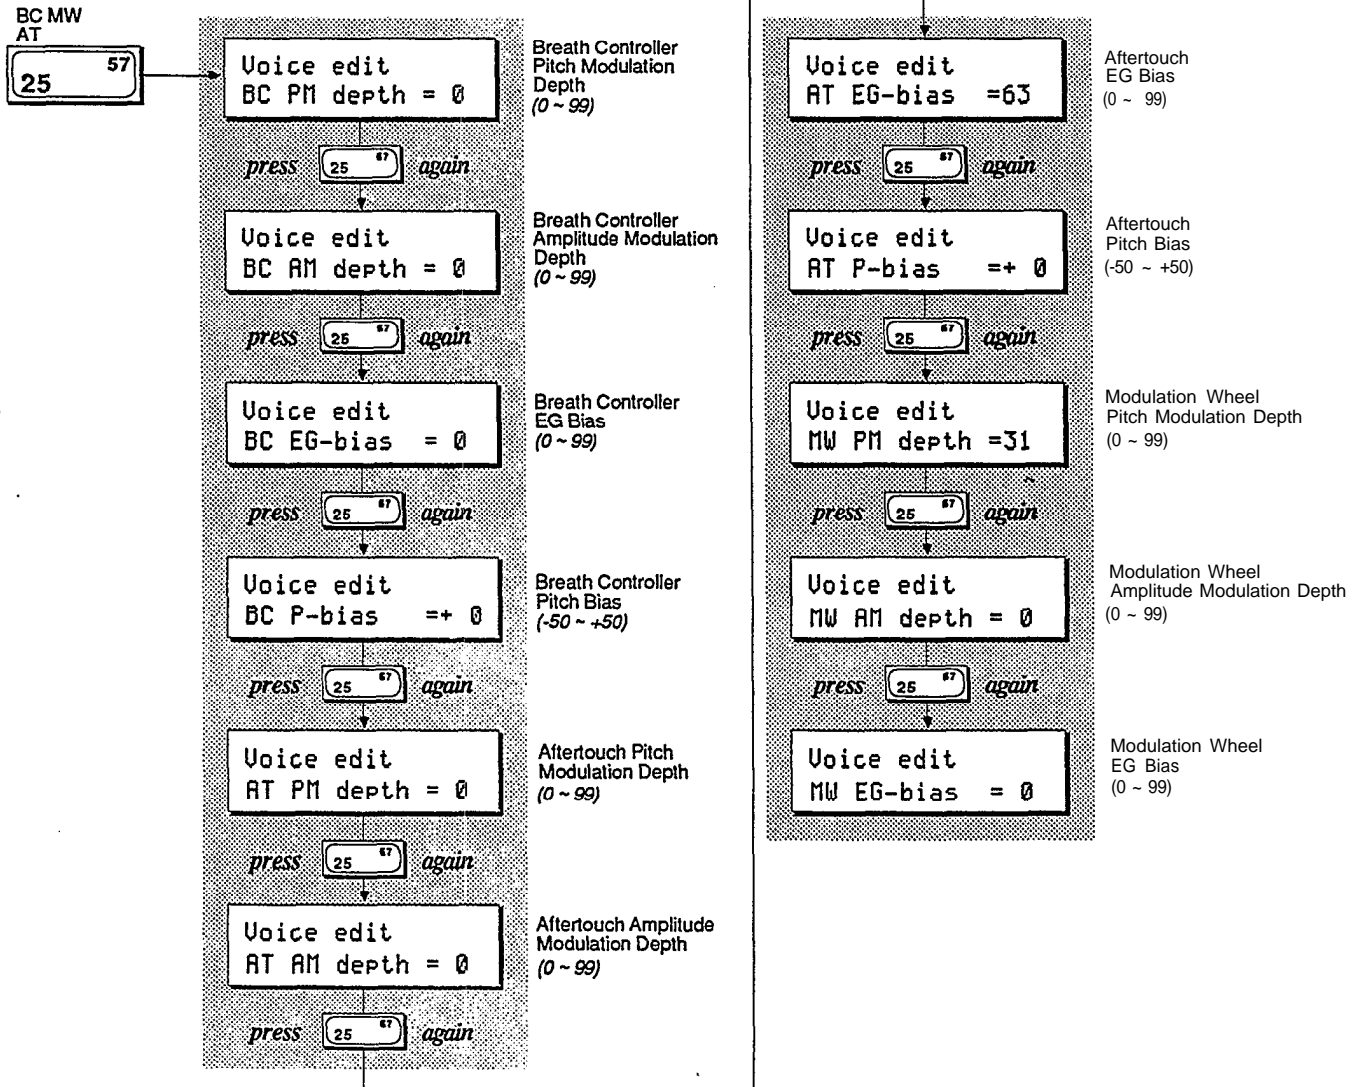 BC MW
AT
25 57
Voice edit
BC PM depth = 0
Breath Controller
Pitch Modulation
Depth
(0 ~ 99)
press 25 57 again
Voice edit
BC AM depth = 0
Breath Controller
Amplitude Modulation
Depth
(0 ~ 99)
press 25 57 again
Voice edit
BC EG-bias = 0
Breath Controller
EG Bias
(0 ~ 99)
press 25 57 again
Voice edit
BC P-bias =+ 0
Breath Controller
Pitch Bias
(-50 ~ +50)
press 25 57 again
Voice edit
AT PM depth = 0
Aftertouch Pitch
Modulation Depth
(0 ~ 99)
press 25 57 again
Voice edit
AT AM depth = 0
Aftertouch Amplitude
Modulation Depth
(0 ~ 99)
press 25 57 again
Voice edit
AT EG-bias =63
Aftertouch
EG Bias
(0 ~ 99)
press 25 57 again
Voice edit
AT P-bias =+ 0
Aftertouch
Pitch Bias
(-50 ~ +50)
press 25 57 again
Voice edit
MW PM depth =31
Modulation Wheel
Pitch Modulation Depth
(0 ~ 99)
press 25 57 again
Voice edit
MW AM depth = 0
Modulation Wheel
Amplitude Modulation Depth
(0 ~ 99)
press 25 57 again
Voice edit
MW EG-bias = 0
Modulation Wheel
EG Bias
(0 ~ 99)